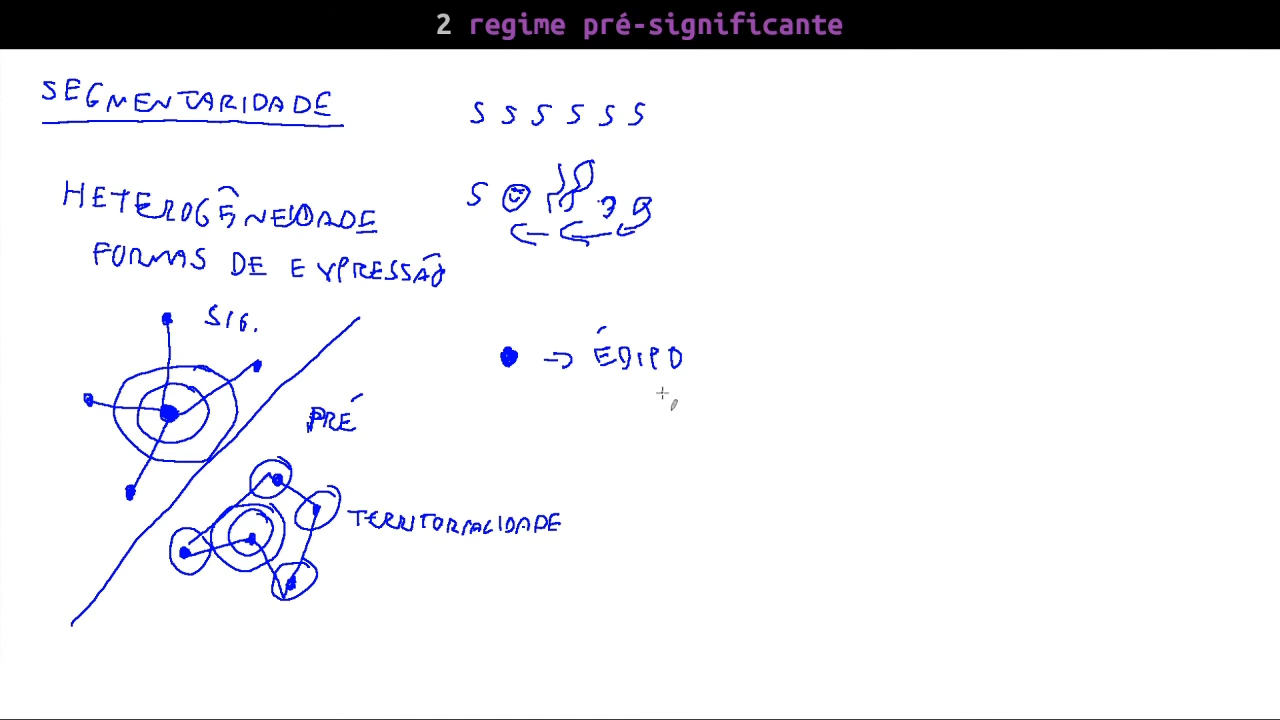 2 regime pré-significante
SEGMENTARIDADE
S S S S S S
HETEROGÊNEIDADE
S
FORMAS DE EXPRESSÃO
SIG.
→ ÉDIPO
PRÉ
TERRITORIALIDADE